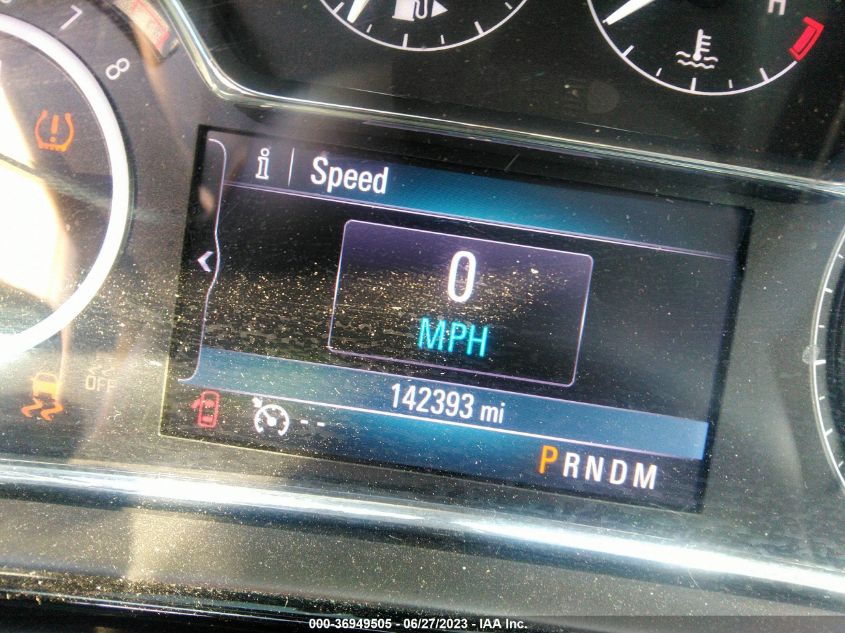 7
8
H
i | Speed
0
MPH
142393 mi
OFF
--
PRNDM
000-36949505 - 06/27/2023 - IAA Inc.